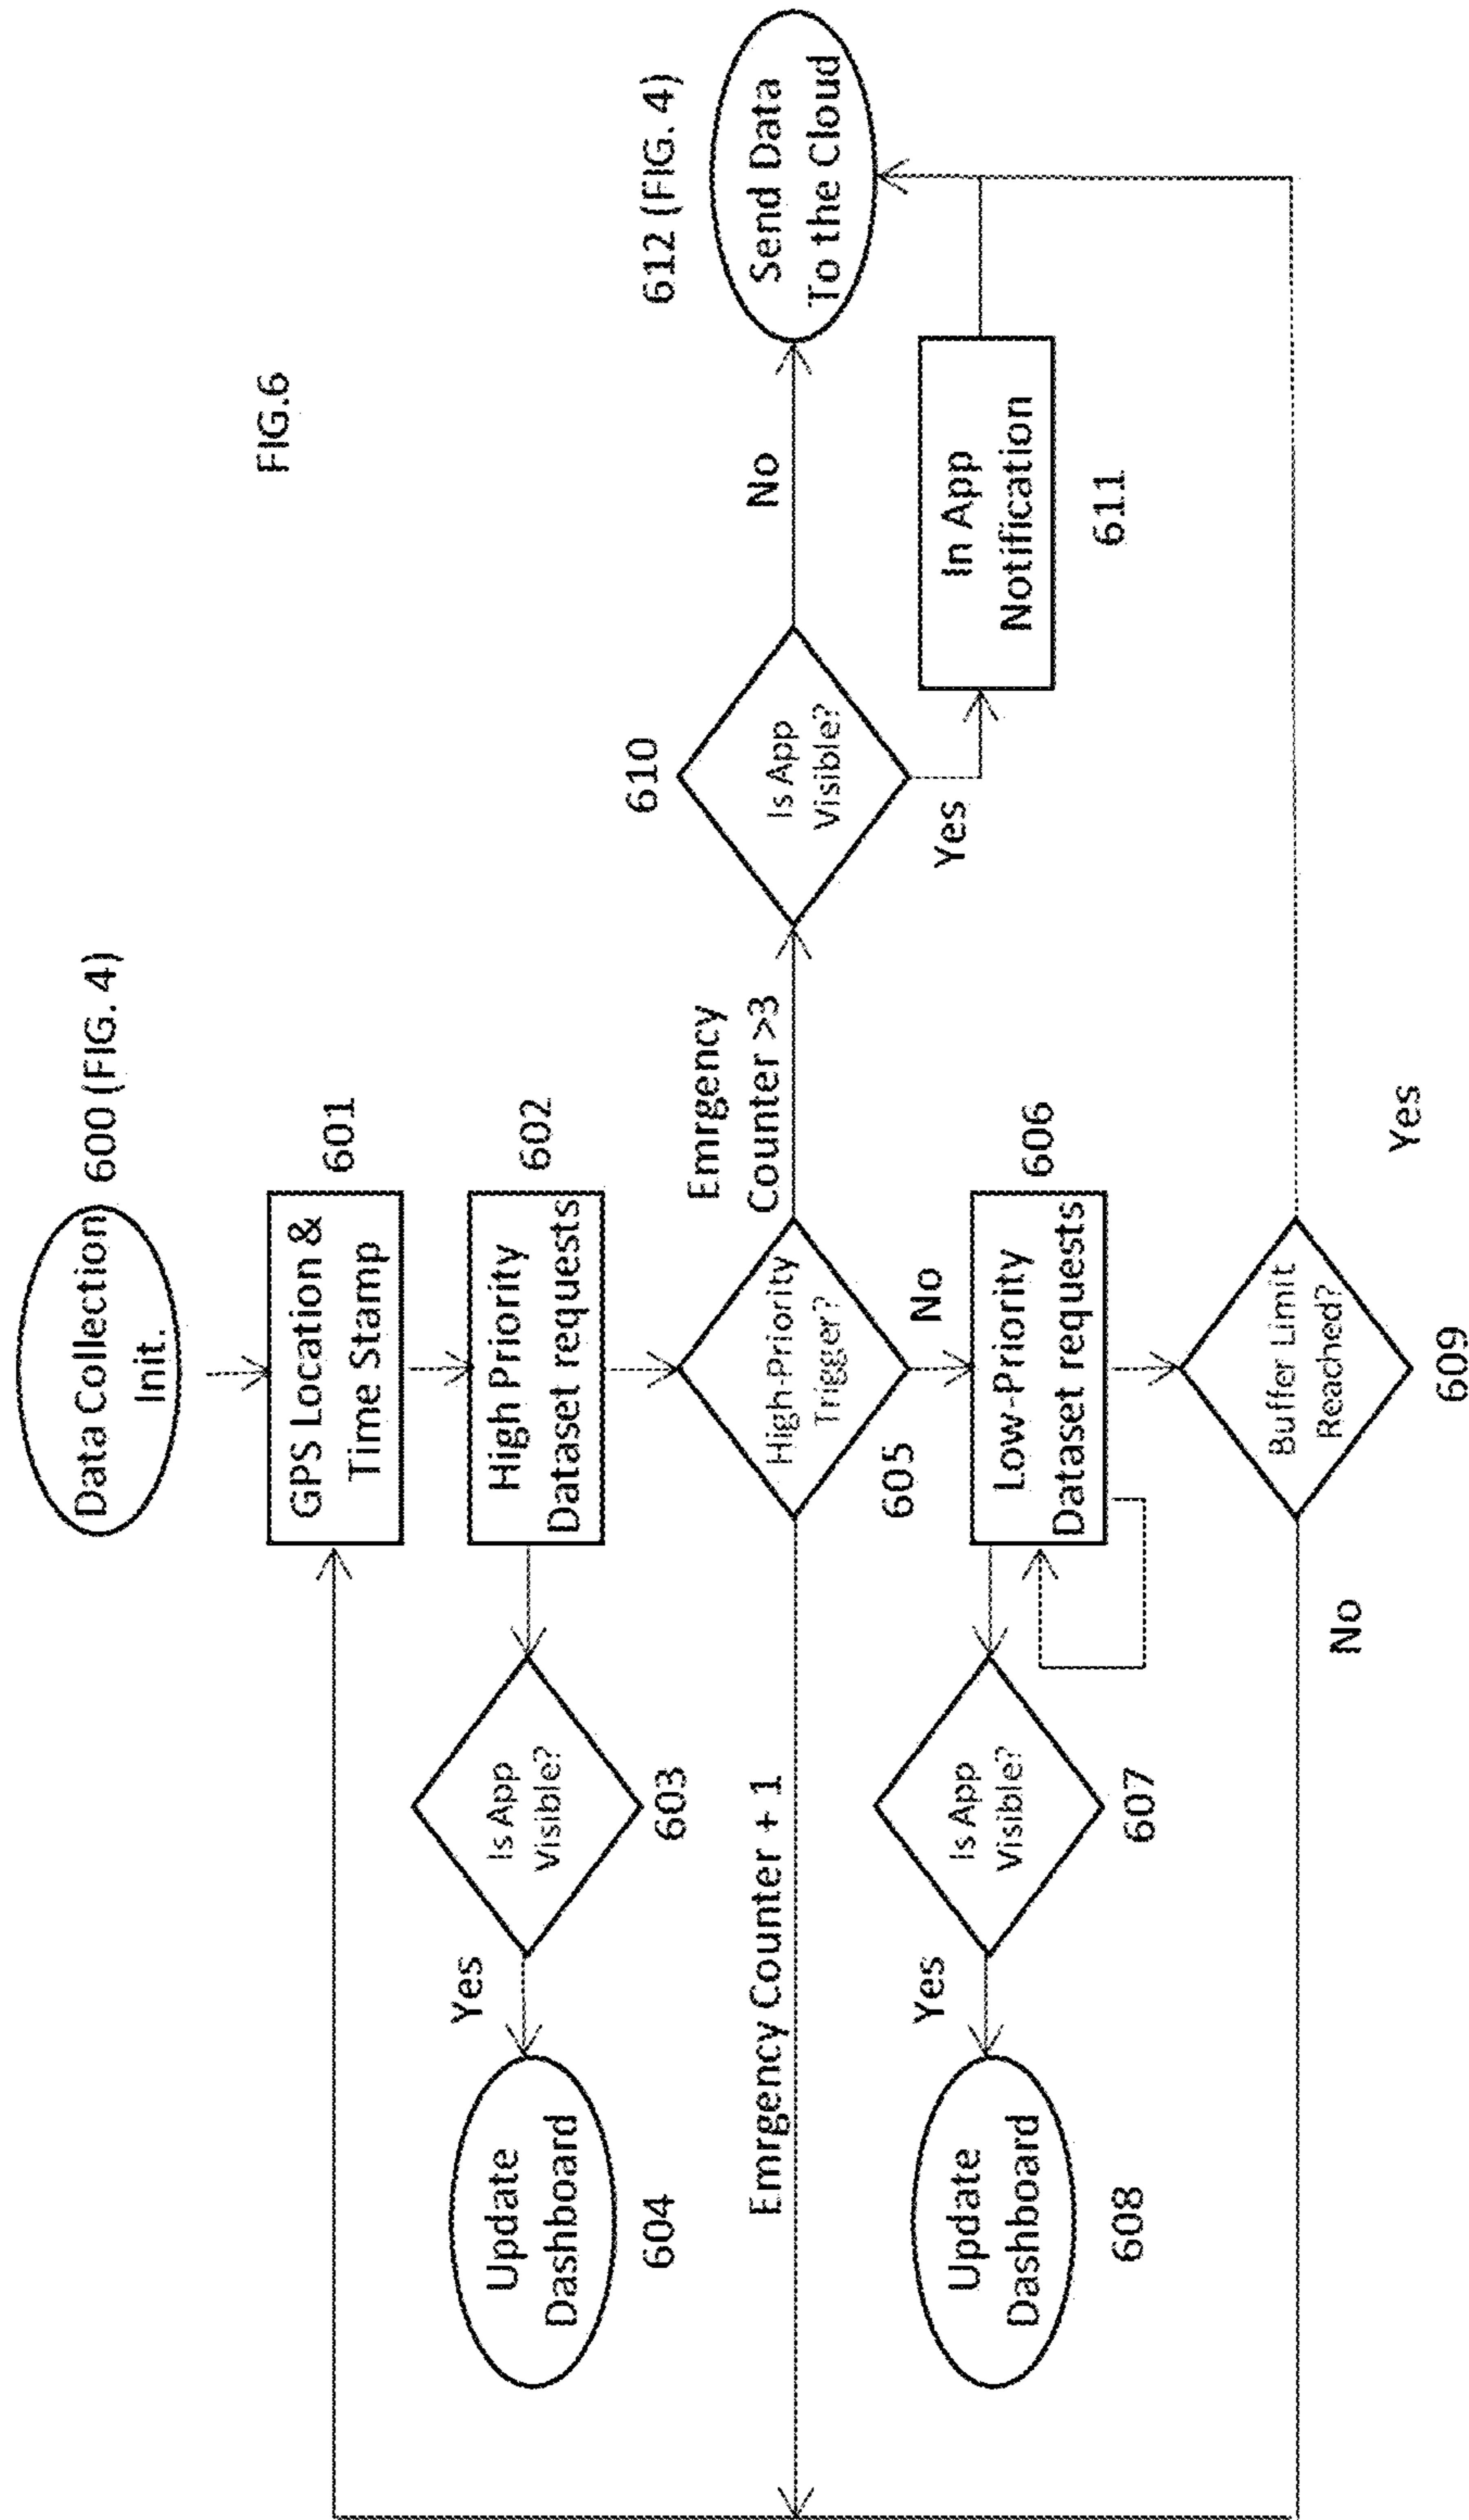 FIG.6
Data Collection
Init.
600 (FIG. 4)
GPS Location &
Time Stamp
601
High Priority
Dataset requests
602
Is App
Visible?
603
Yes
Update
Dashboard
604
High-Priority
Trigger?
605
Emrgency Counter + 1
Emrgency
Counter >3
Is App
Visible?
610
No
Send Data
To the Cloud
612 (FIG. 4)
Yes
In App
Notification
611
No
Low-Priority
Dataset requests
606
Is App
Visible?
607
Yes
Update
Dashboard
608
Buffer Limit
Reached?
609
No
Yes